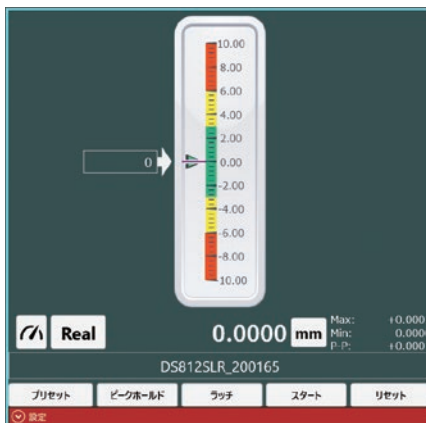 10.00
8.00
6.00
4.00
2.00
0
0.00
-2.00
-4.00
-6.00
-8.00
-10.00
Real
0.0000 mm
Max: +0.000
Min: 0.000
P-P: +0.000
DS812SLR_200165
プリセット
ピークホールド
ラッチ
スタート
リセット
設定